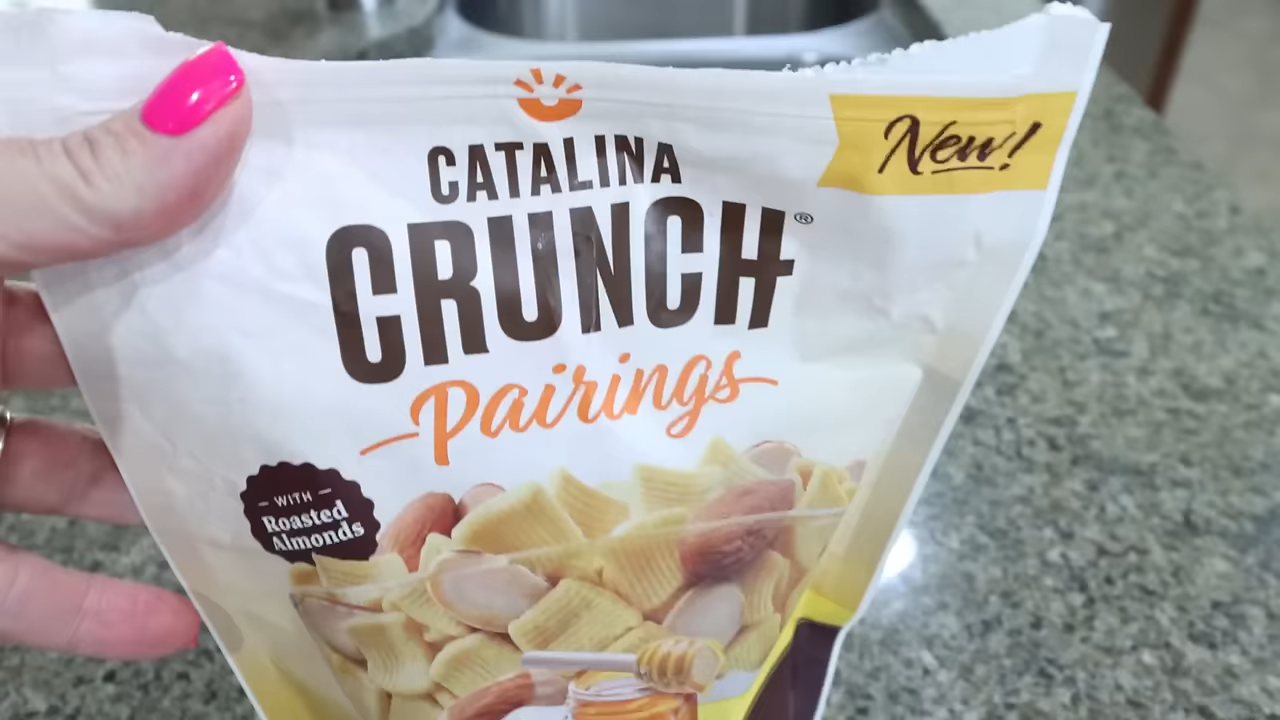 CATALINA
CRUNCH®
Pairings
New!
WITH
Roasted
Almonds